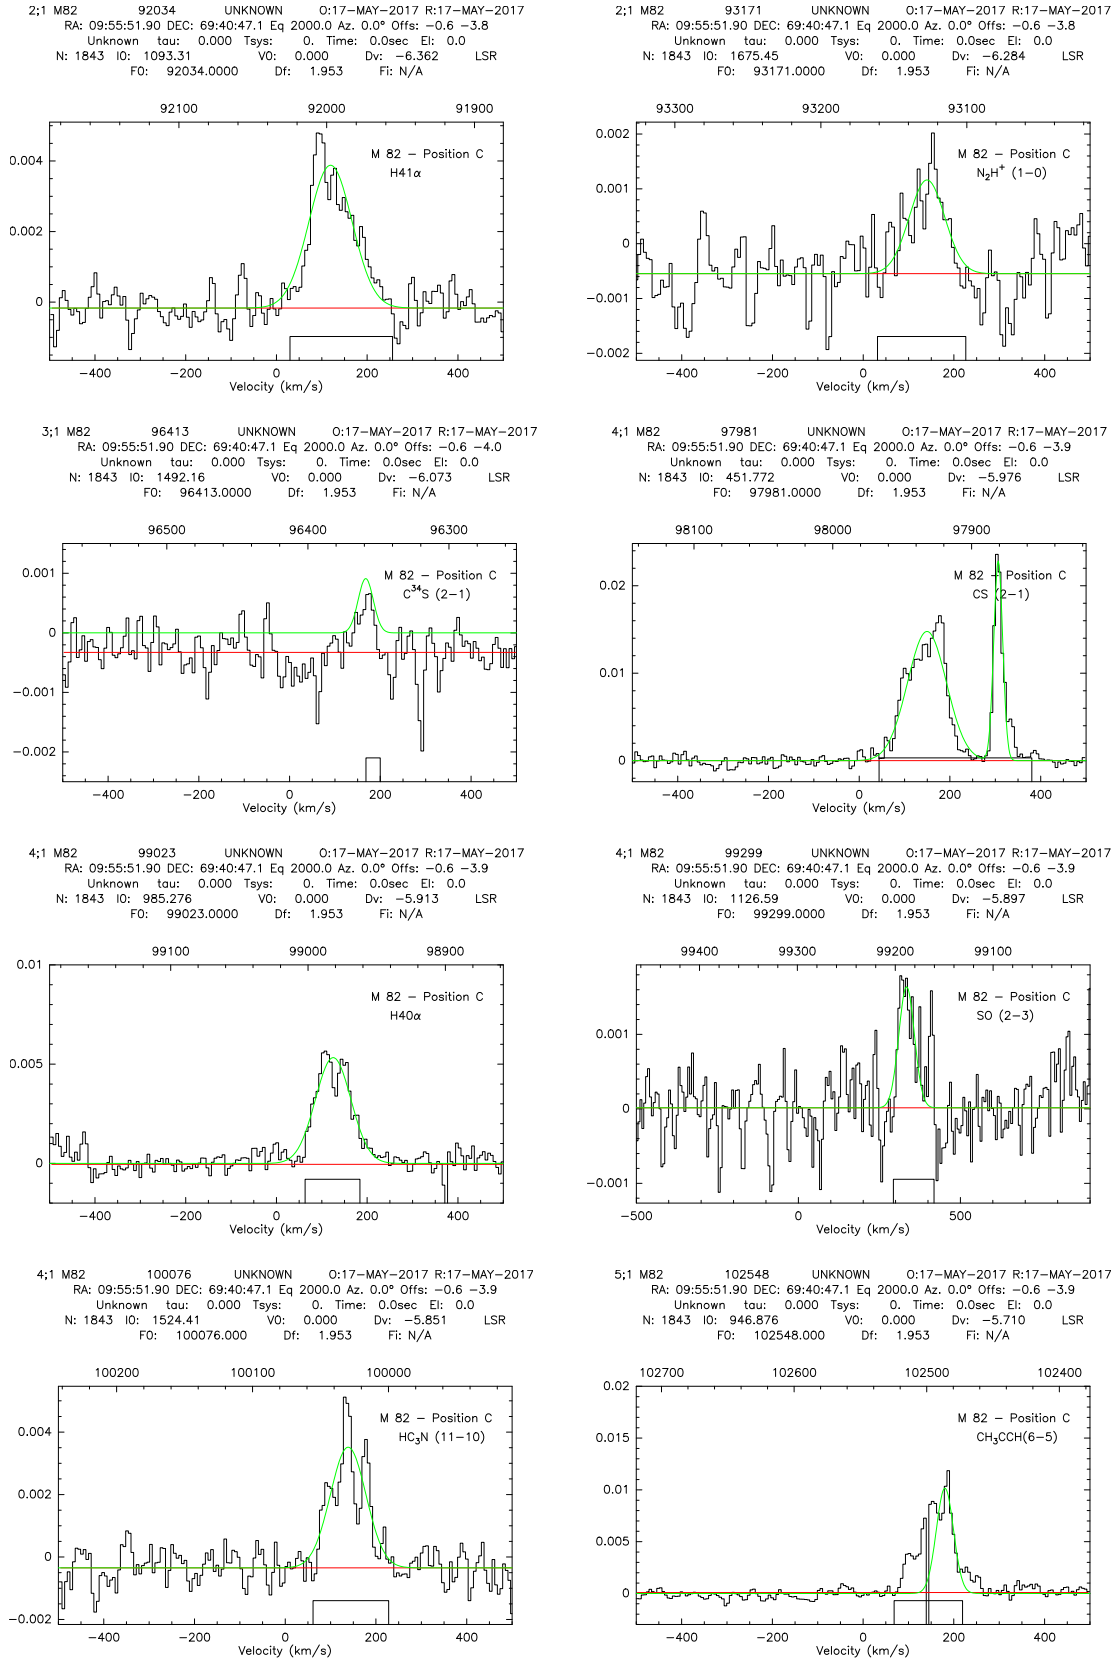 2;1 M82 92034 UNKNOWN O:17-MAY-2017 R:17-MAY-2017
RA: 09:55:51.90 DEC: 69:40:47.1 Eq 2000.0 Az. 0.0° Offs: -0.6 -3.8
Unknown tau: 0.000 Tsys: 0. Time: 0.0sec El: 0.0
N: 1843 I0: 1093.31 V0: 0.000 Dv: -6.362 LSR
F0: 92034.0000 Df: 1.953 Fi: N/A
92100 92000 91900
M 82 - Position C
H41α
0.004
0.002
0
-400 -200 0 200 400
Velocity (km/s)
2;1 M82 93171 UNKNOWN O:17-MAY-2017 R:17-MAY-2017
RA: 09:55:51.90 DEC: 69:40:47.1 Eq 2000.0 Az. 0.0° Offs: -0.6 -3.8
Unknown tau: 0.000 Tsys: 0. Time: 0.0sec El: 0.0
N: 1843 I0: 1675.45 V0: 0.000 Dv: -6.284 LSR
F0: 93171.0000 Df: 1.953 Fi: N/A
93300 93200 93100
M 82 - Position C
N₂H⁺ (1-0)
0.002
0.001
0
-0.001
-0.002
-400 -200 0 200 400
Velocity (km/s)
3;1 M82 96413 UNKNOWN O:17-MAY-2017 R:17-MAY-2017
RA: 09:55:51.90 DEC: 69:40:47.1 Eq 2000.0 Az. 0.0° Offs: -0.6 -4.0
Unknown tau: 0.000 Tsys: 0. Time: 0.0sec El: 0.0
N: 1843 I0: 1492.16 V0: 0.000 Dv: -6.073 LSR
F0: 96413.0000 Df: 1.953 Fi: N/A
96500 96400 96300
M 82 - Position C
C³⁴S (2-1)
0.001
0
-0.001
-0.002
-400 -200 0 200 400
Velocity (km/s)
4;1 M82 97981 UNKNOWN O:17-MAY-2017 R:17-MAY-2017
RA: 09:55:51.90 DEC: 69:40:47.1 Eq 2000.0 Az. 0.0° Offs: -0.6 -3.9
Unknown tau: 0.000 Tsys: 0. Time: 0.0sec El: 0.0
N: 1843 I0: 451.772 V0: 0.000 Dv: -5.976 LSR
F0: 97981.0000 Df: 1.953 Fi: N/A
98100 98000 97900
M 82 - Position C
CS (2-1)
0.02
0.01
0
-400 -200 0 200 400
Velocity (km/s)
4;1 M82 99023 UNKNOWN O:17-MAY-2017 R:17-MAY-2017
RA: 09:55:51.90 DEC: 69:40:47.1 Eq 2000.0 Az. 0.0° Offs: -0.6 -3.9
Unknown tau: 0.000 Tsys: 0. Time: 0.0sec El: 0.0
N: 1843 I0: 985.276 V0: 0.000 Dv: -5.913 LSR
F0: 99023.0000 Df: 1.953 Fi: N/A
99100 99000 98900
0.01
M 82 - Position C
H40α
0.005
0
-400 -200 0 200 400
Velocity (km/s)
4;1 M82 99299 UNKNOWN O:17-MAY-2017 R:17-MAY-2017
RA: 09:55:51.90 DEC: 69:40:47.1 Eq 2000.0 Az. 0.0° Offs: -0.6 -3.9
Unknown tau: 0.000 Tsys: 0. Time: 0.0sec El: 0.0
N: 1843 I0: 1126.59 V0: 0.000 Dv: -5.897 LSR
F0: 99299.0000 Df: 1.953 Fi: N/A
99400 99300 99200 99100
M 82 - Position C
SO (2-3)
0.001
0
-0.001
-500 0 500
Velocity (km/s)
4;1 M82 100076 UNKNOWN O:17-MAY-2017 R:17-MAY-2017
RA: 09:55:51.90 DEC: 69:40:47.1 Eq 2000.0 Az. 0.0° Offs: -0.6 -3.9
Unknown tau: 0.000 Tsys: 0. Time: 0.0sec El: 0.0
N: 1843 I0: 1524.41 V0: 0.000 Dv: -5.851 LSR
F0: 100076.000 Df: 1.953 Fi: N/A
100200 100100 100000
M 82 - Position C
HC₃N (11-10)
0.004
0.002
0
-0.002
-400 -200 0 200 400
Velocity (km/s)
5;1 M82 102548 UNKNOWN O:17-MAY-2017 R:17-MAY-2017
RA: 09:55:51.90 DEC: 69:40:47.1 Eq 2000.0 Az. 0.0° Offs: -0.6 -3.9
Unknown tau: 0.000 Tsys: 0. Time: 0.0sec El: 0.0
N: 1843 I0: 946.876 V0: 0.000 Dv: -5.710 LSR
F0: 102548.000 Df: 1.953 Fi: N/A
102700 102600 102500 102400
0.02
M 82 - Position C
CH₃CCH(6-5)
0.015
0.01
0.005
0
-400 -200 0 200 400
Velocity (km/s)